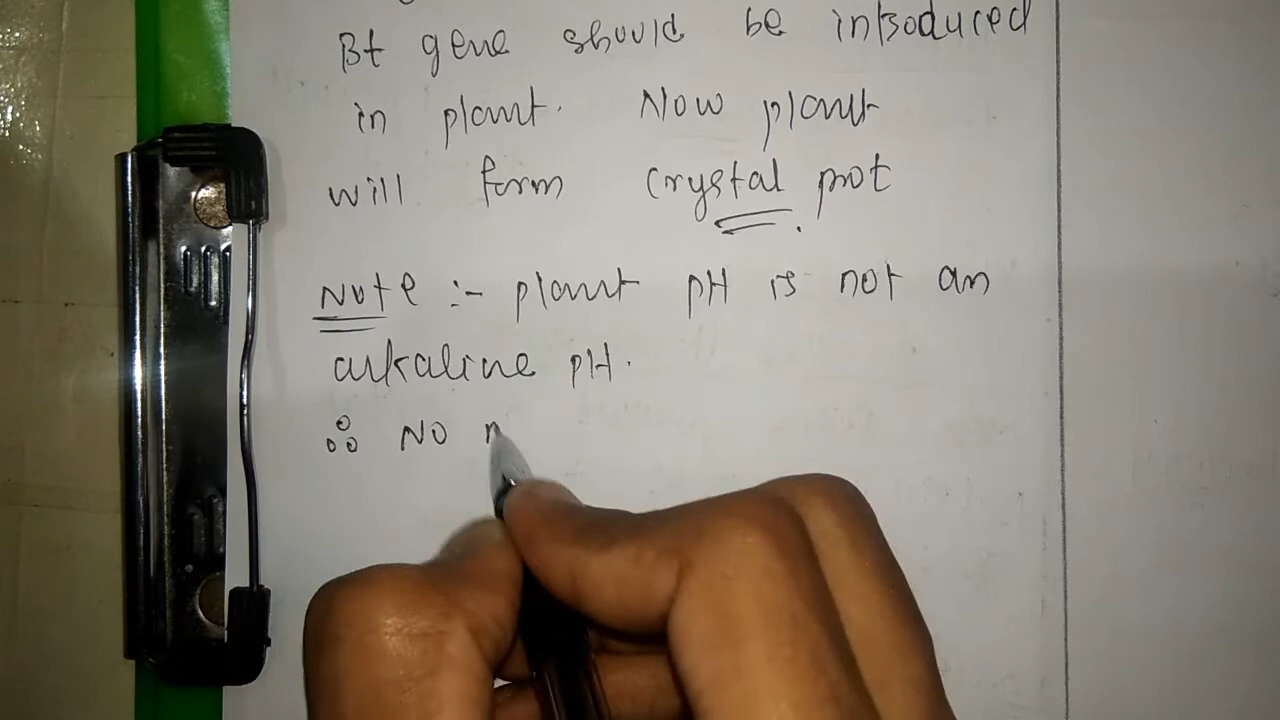 Bt gene should be introduced
in plant. Now plant
will form crystal prot.
Note :- plant pH is not an
alkaline pH.
∴ NO